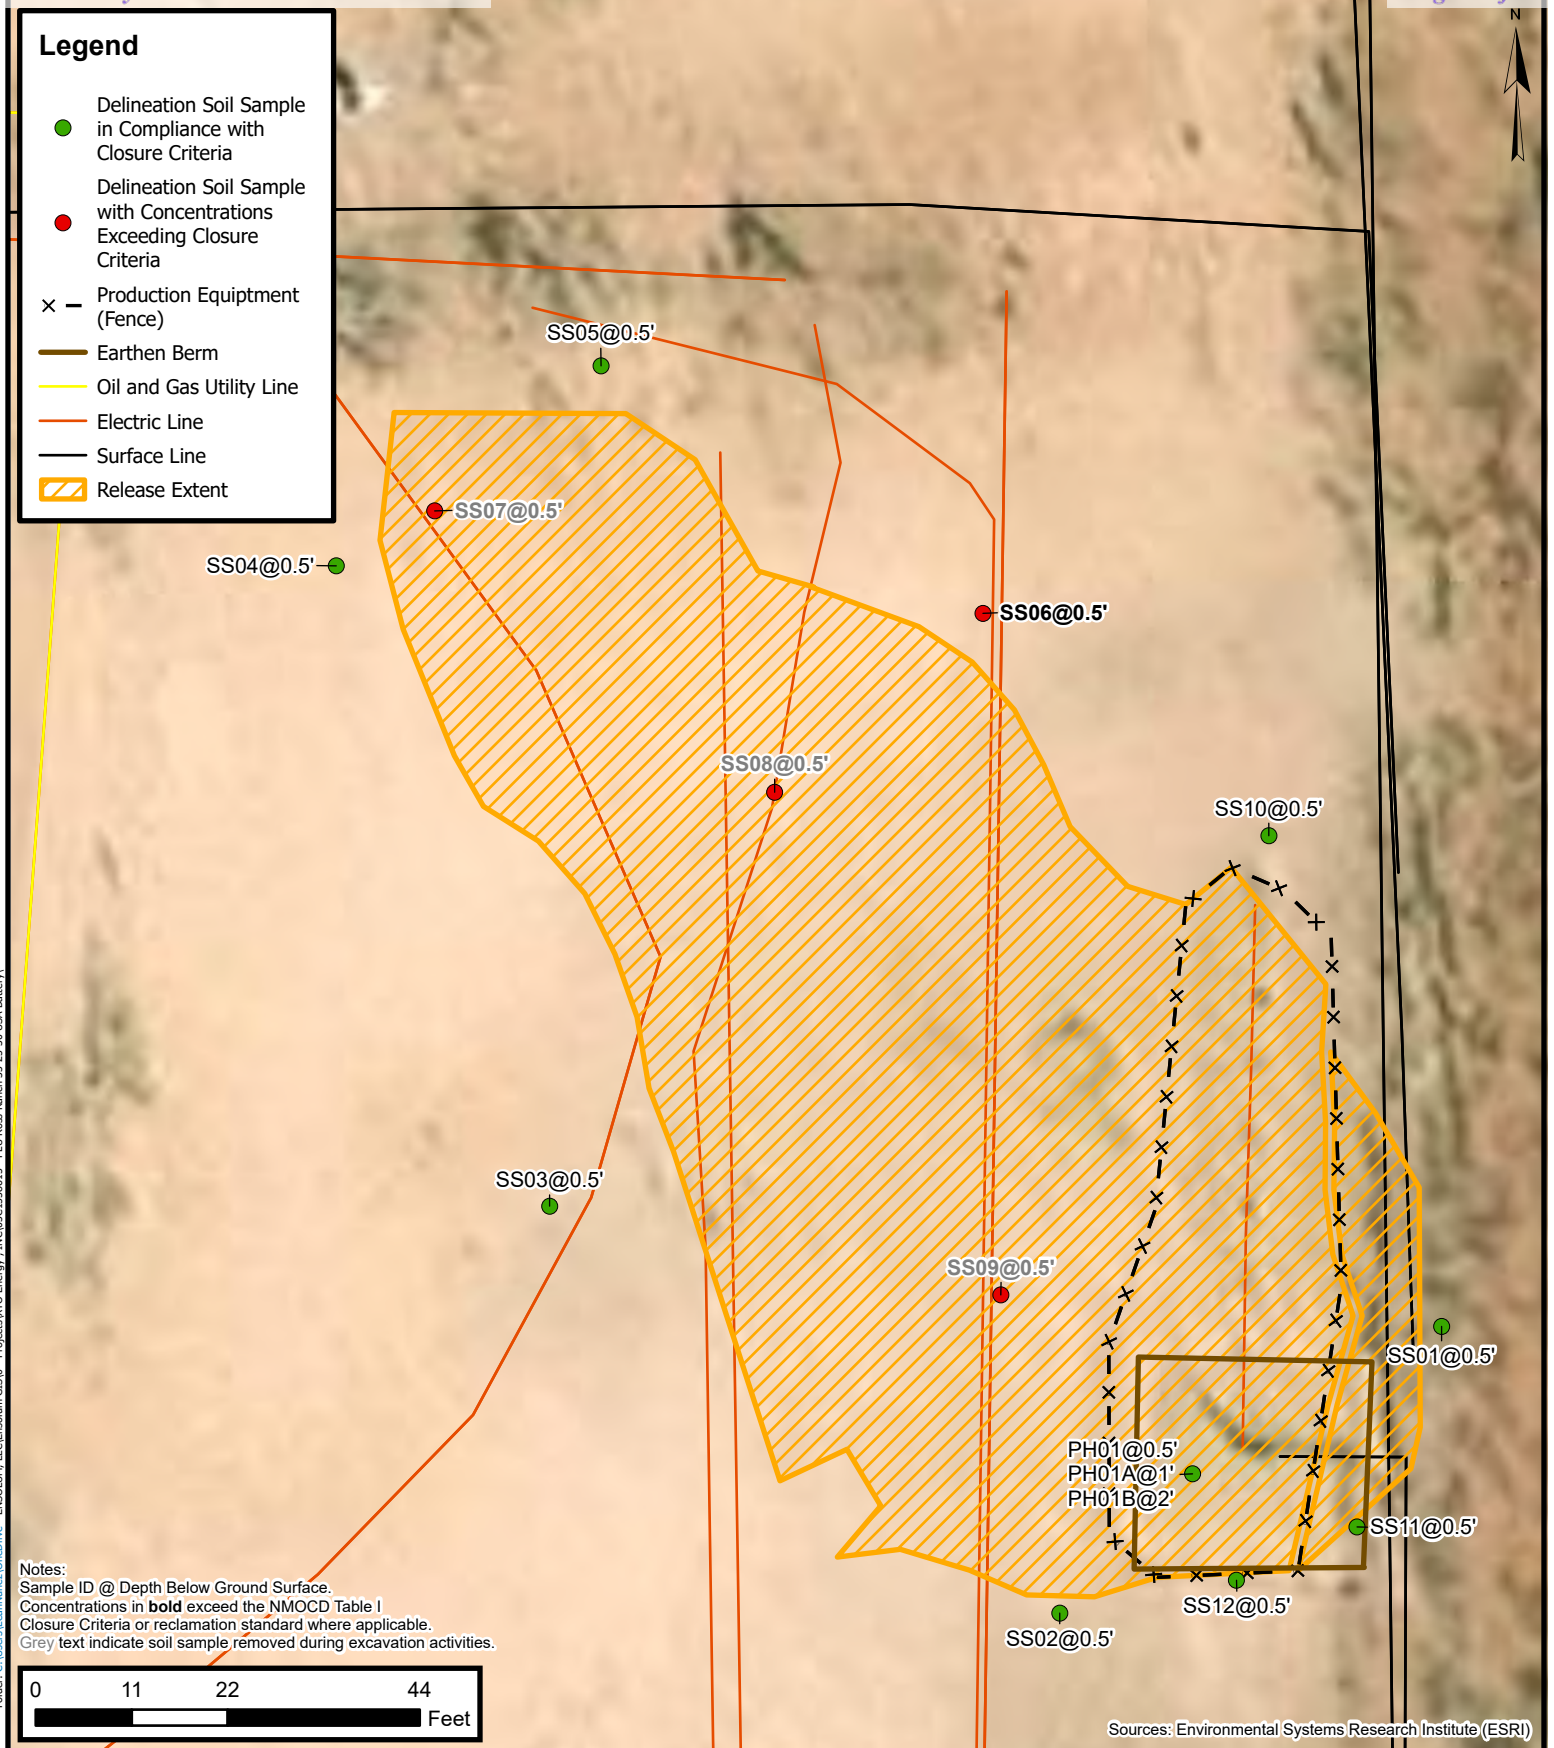 Legend
Delineation Soil Sample
in Compliance with
Closure Criteria
Delineation Soil Sample
with Concentrations
Exceeding Closure
Criteria
Production Equiptment
(Fence)
Earthen Berm
Oil and Gas Utility Line
Electric Line
Surface Line
Release Extent
N
SS05@0.5'
SS07@0.5'
SS04@0.5'
SS06@0.5'
SS08@0.5'
SS10@0.5'
SS03@0.5'
SS09@0.5'
SS01@0.5'
PH01@0.5'
PH01A@1'
PH01B@2'
SS11@0.5'
SS12@0.5'
SS02@0.5'
Notes:
Sample ID @ Depth Below Ground Surface.
Concentrations in bold exceed the NMOCD Table I
Closure Criteria or reclamation standard where applicable.
Grey text indicate soil sample removed during excavation activities.
0 11 22 44
Feet
Sources: Environmental Systems Research Institute (ESRI)